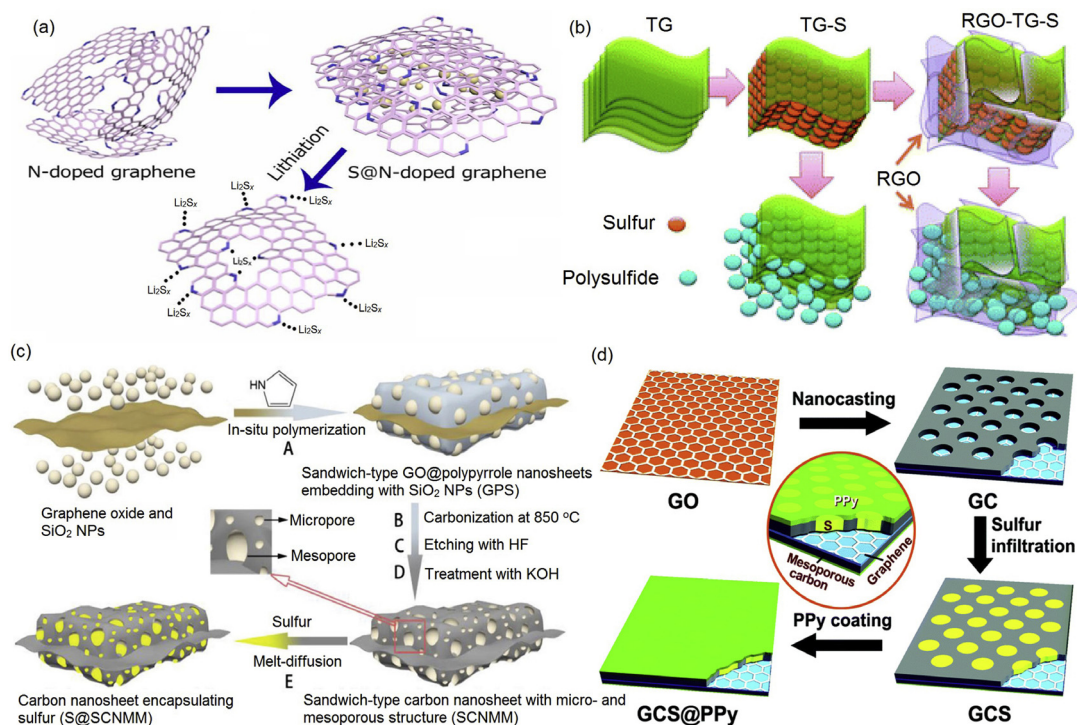 (a)
N-doped graphene
S@N-doped graphene
Lithiation
Li2Sx
Li2Sx
Li2Sx
Li2Sx
Li2Sx
Li2Sx
Li2Sx
Li2Sx
Li2Sx
Li2Sx
(b)
TG
TG-S
RGO-TG-S
RGO
Sulfur
Polysulfide
(c)
HN
In-situ polymerization
A
Graphene oxide and
SiO2 NPs
Sandwich-type GO@polypyrrole nanosheets
embedding with SiO2 NPs (GPS)
Micropore
Mesopore
B Carbonization at 850 °C
C Etching with HF
D Treatment with KOH
Sulfur
Melt-diffusion
E
Carbon nanosheet encapsulating
sulfur (S@SCNMM)
Sandwich-type carbon nanosheet with micro- and
mesoporous structure (SCNMM)
(d)
Nanocasting
GO
GC
PPy
S
Mesoporous
carbon
Graphene
Sulfur
infiltration
PPy coating
GCS@PPy
GCS